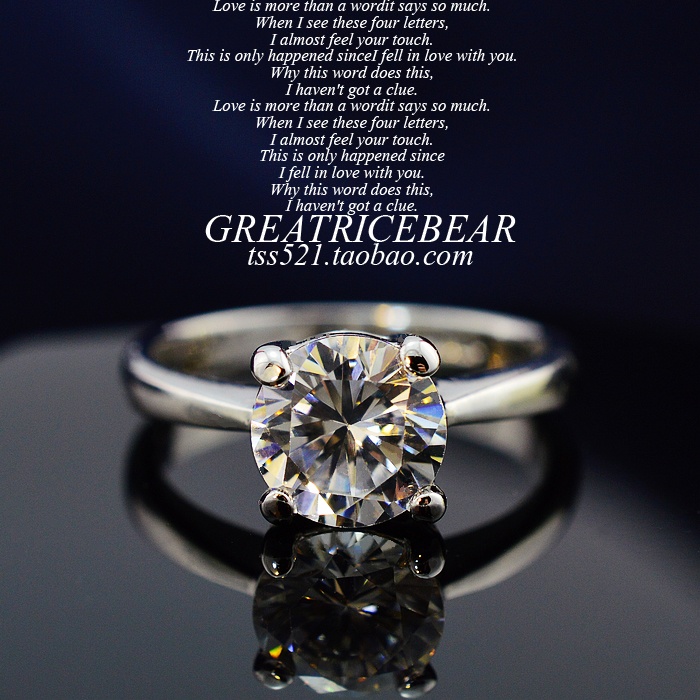 Love is more than a wordit says so much.
When I see these four letters,
I almost feel your touch.
This is only happened sinceI fell in love with you.
Why this word does this,
I haven't got a clue.
Love is more than a wordit says so much.
When I see these four letters,
I almost feel your touch.
This is only happened since
I fell in love with you.
Why this word does this,
I haven't got a clue.
GREATRICEBEAR
tss521.taobao.com